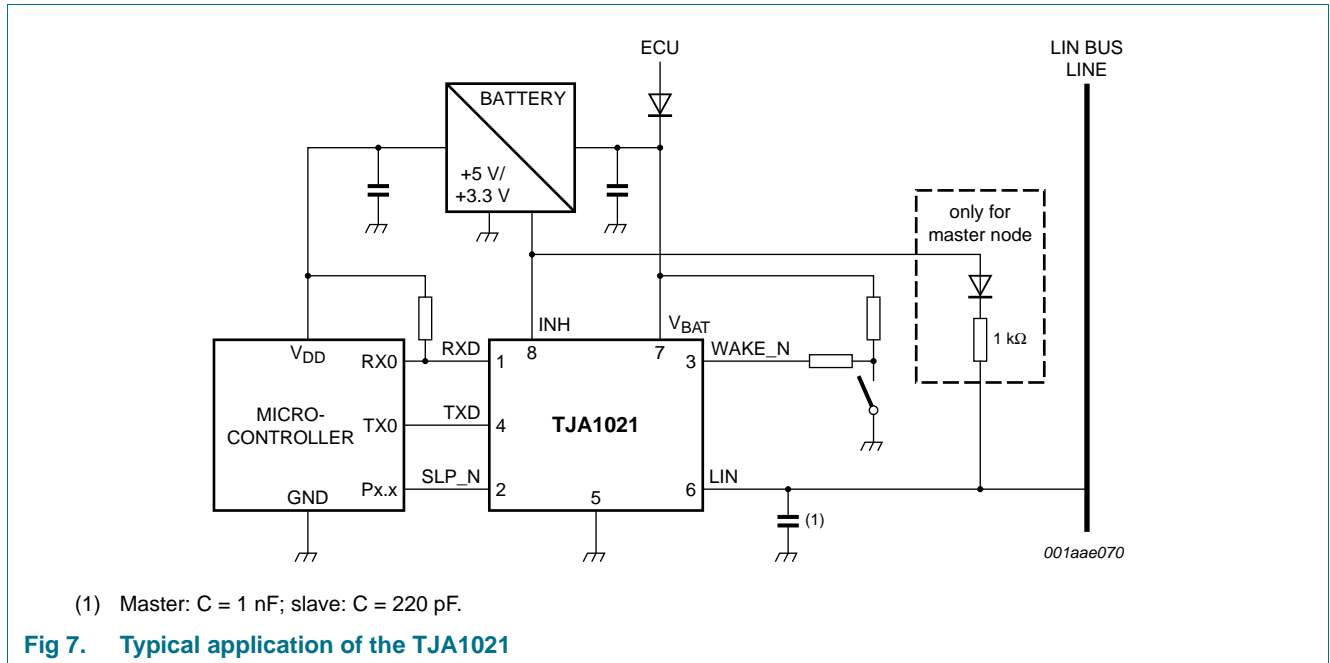 ECU
LIN BUS
LINE
BATTERY
+5 V/
+3.3 V
only for
master node
1 kΩ
INH
VBAT
8
7
VDD
RX0
RXD
1
3
WAKE_N
MICRO-
CONTROLLER
TX0
TXD
4
TJA1021
Px.x
SLP_N
2
6
LIN
GND
5
(1)
001aae070
(1) Master: C = 1 nF; slave: C = 220 pF.
Fig 7. Typical application of the TJA1021